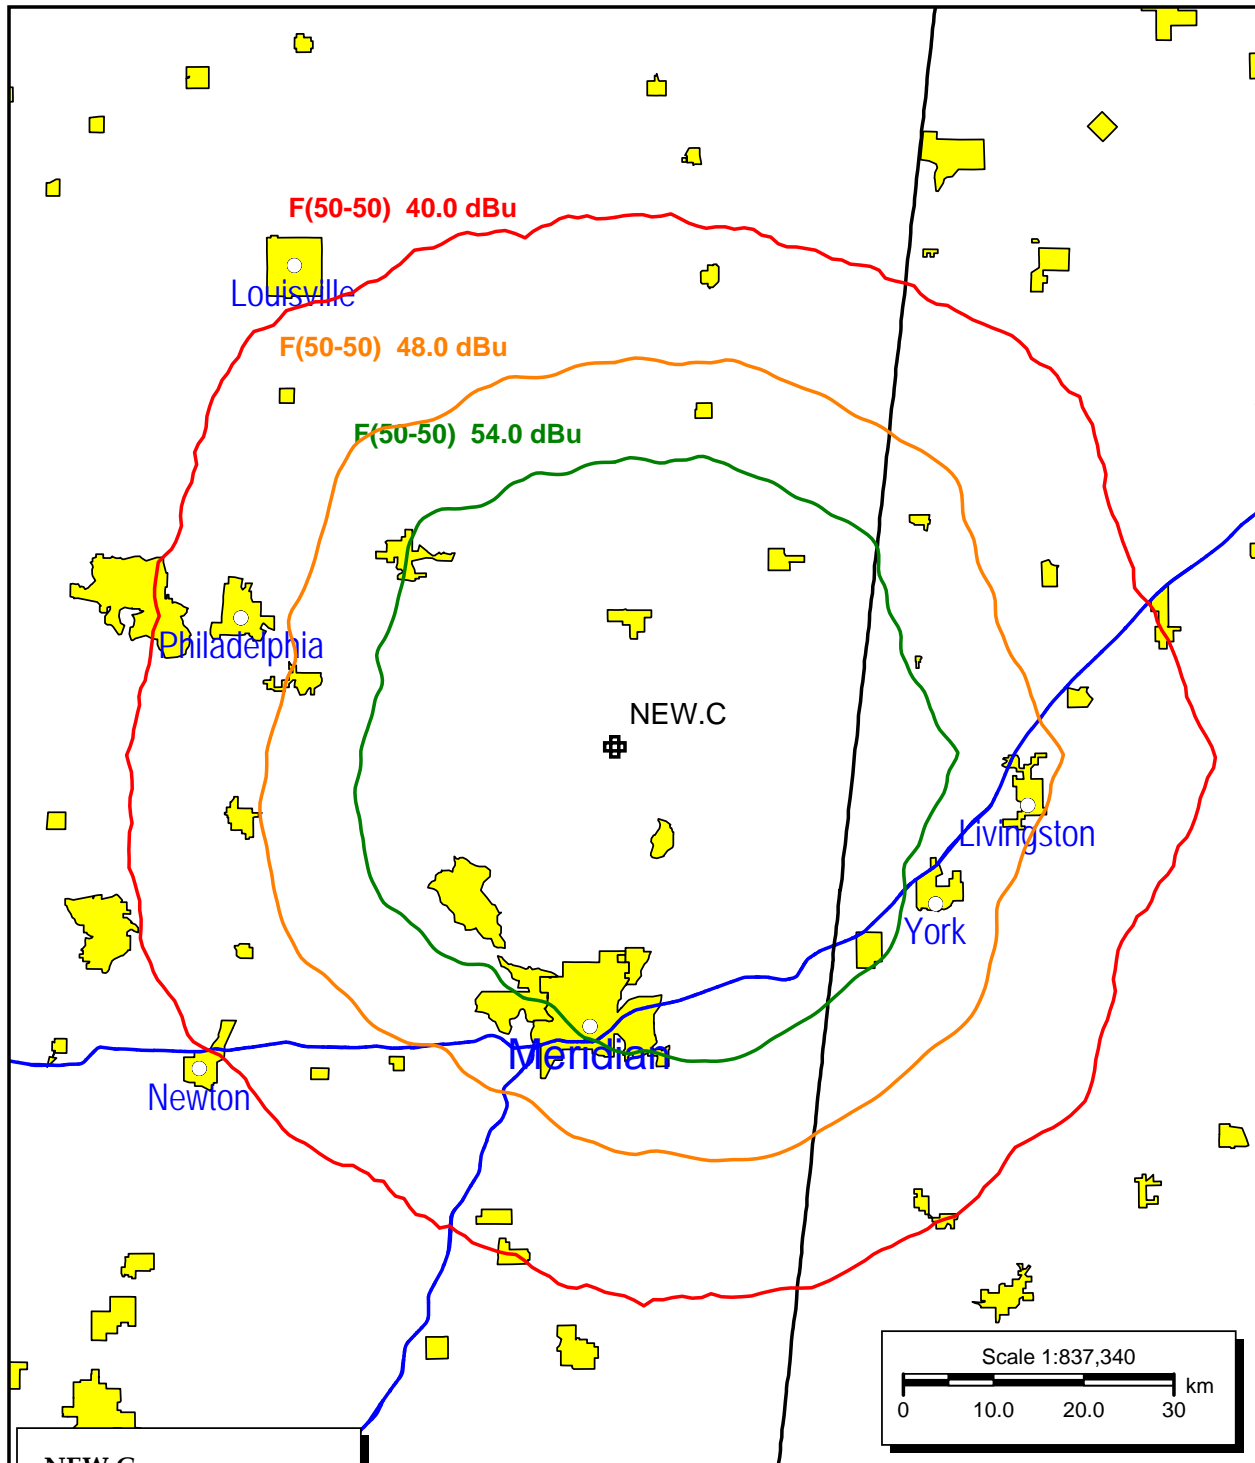 F(50-50) 40.0 dBu
Louisville
F(50-50) 48.0 dBu
F(50-50) 54.0 dBu
Philadelphia
NEW.C
Livingston
York
Meridian
Newton
Scale 1:837,340
km
0 10.0 20.0 30
NEW.C